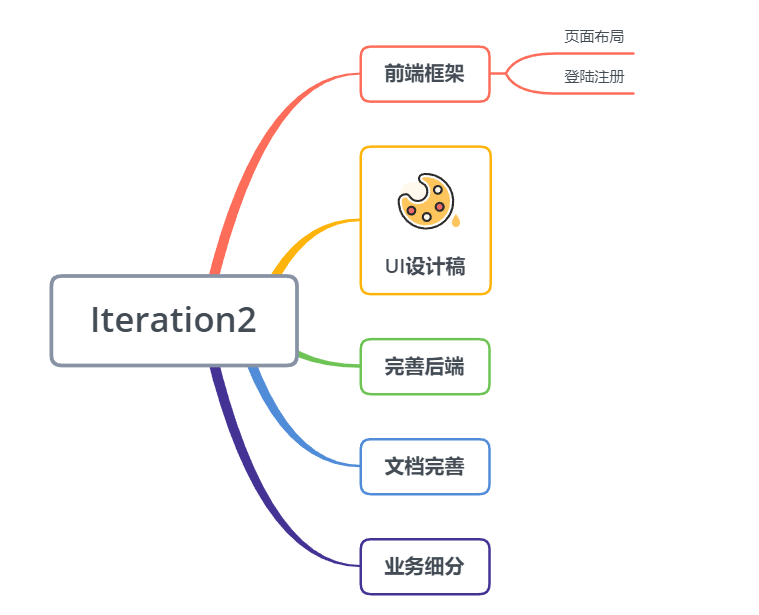 Iteration2
前端框架
页面布局
登陆注册
UI设计稿
完善后端
文档完善
业务细分